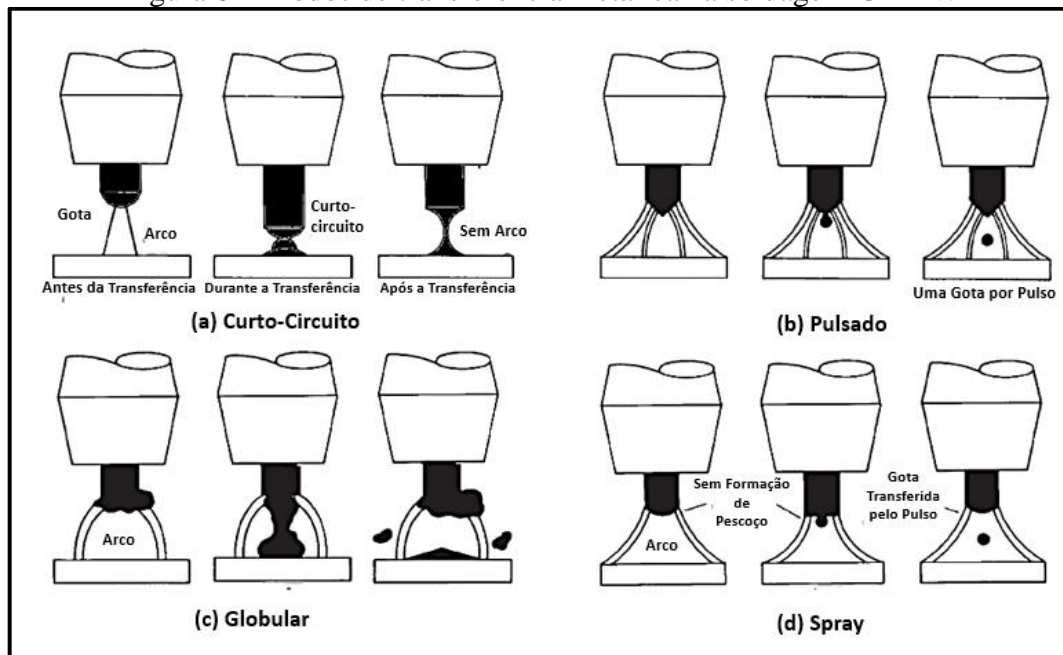 Gota
Arco
Curto-
circuito
Sem Arco
Antes da Transferência
Durante a Transferência
Após a Transferência
(a) Curto-Circuito
Uma Gota por Pulso
(b) Pulsado
Arco
(c) Globular
Arco
Sem Formação
de
Pescoço
Gota
Transferida
pelo Pulso
(d) Spray